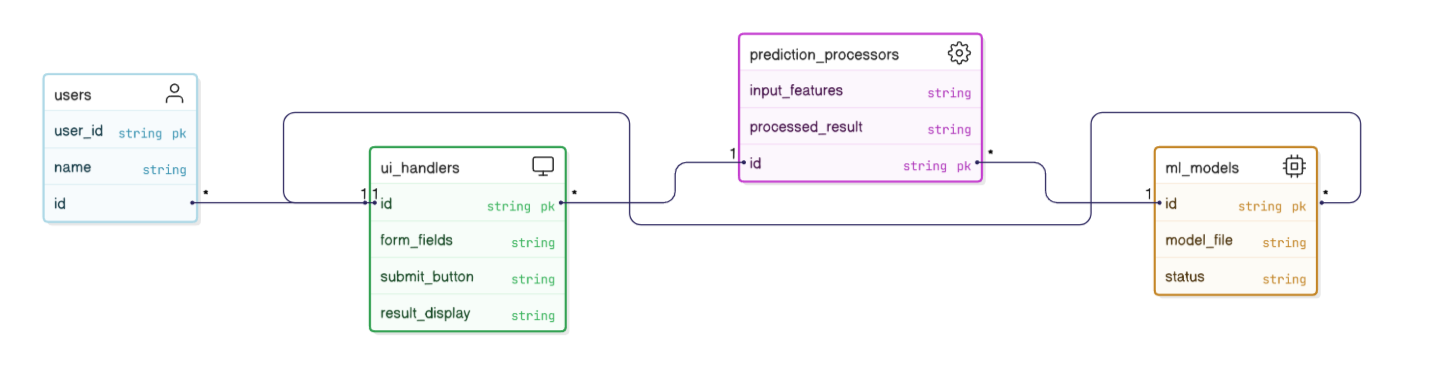 users
user_id string pk
name string
id
*
1 1
ui_handlers
id string pk
form_fields string
submit_button string
result_display string
*
1
prediction_processors
input_features string
processed_result string
id string pk
*
1
ml_models
id string pk
model_file string
status string
*